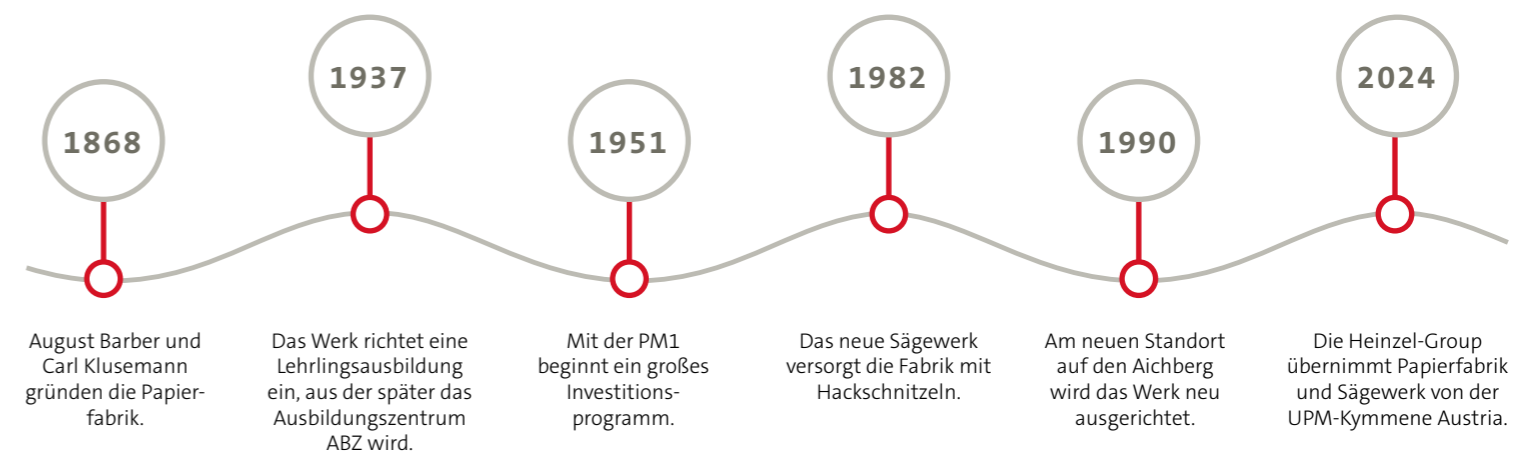 1868
August Barber und
Carl Klusemann
gründen die Papier-
fabrik.
1937
Das Werk richtet eine
Lehrlingsausbildung
ein, aus der später das
Ausbildungszentrum
ABZ wird.
1951
Mit der PM1
beginnt ein großes
Investitions-
programm.
1982
Das neue Sägewerk
versorgt die Fabrik mit
Hackschnitzeln.
1990
Am neuen Standort
auf den Aichberg
wird das Werk neu
ausgerichtet.
2024
Die Heinzel-Group
übernimmt Papierfabrik
und Sägewerk von der
UPM-Kymmene Austria.